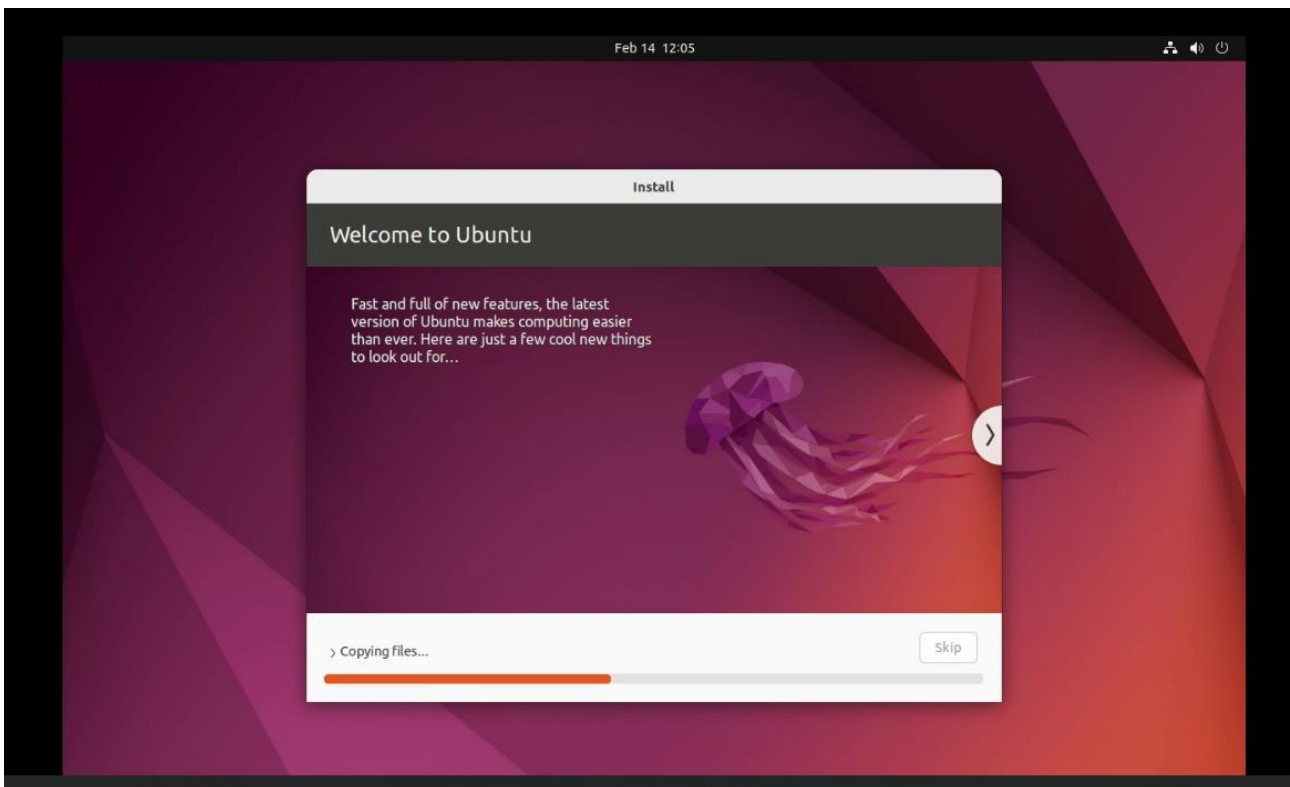 Feb 14 12:05
Install
Welcome to Ubuntu
Fast and full of new features, the latest
version of Ubuntu makes computing easier
than ever. Here are just a few cool new things
to look out for...
Copying files...
Skip